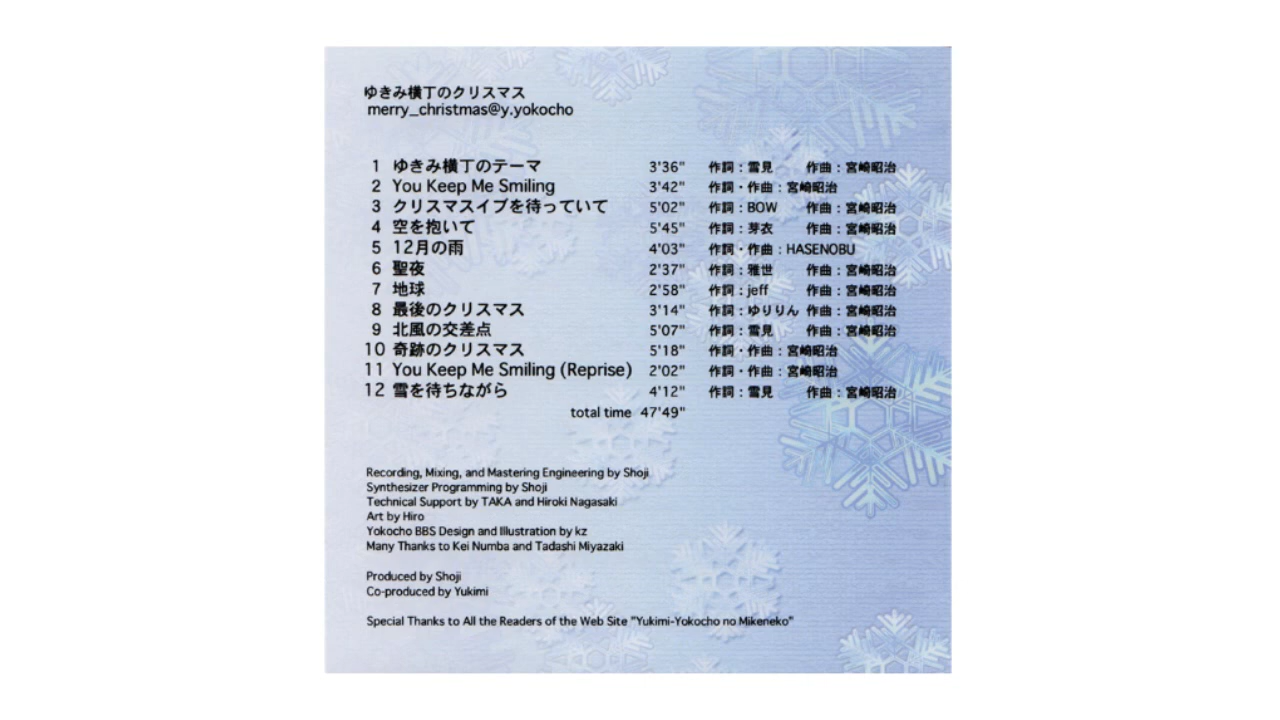 ゆきみ横丁のクリスマス
merry_christmas@y.yokocho
1 ゆきみ横丁のテーマ 3'36" 作詞：雪見 作曲：宮崎昭治
2 You Keep Me Smiling 3'42" 作詞・作曲：宮崎昭治
3 クリスマスイブを待っていて 5'02" 作詞：BOW 作曲：宮崎昭治
4 空を抱いて 5'45" 作詞：芽衣 作曲：宮崎昭治
5 12月の雨 4'03" 作詞・作曲：HASENOBU
6 聖夜 2'37" 作詞：雅世 作曲：宮崎昭治
7 地球 2'58" 作詞：jeff 作曲：宮崎昭治
8 最後のクリスマス 3'14" 作詞：ゆりりん 作曲：宮崎昭治
9 北風の交差点 5'07" 作詞：雪見 作曲：宮崎昭治
10 奇跡のクリスマス 5'18" 作詞・作曲：宮崎昭治
11 You Keep Me Smiling (Reprise) 2'02" 作詞・作曲：宮崎昭治
12 雪を待ちながら 4'12" 作詞：雪見 作曲：宮崎昭治
total time 47'49"
Recording, Mixing, and Mastering Engineering by Shoji
Synthesizer Programming by Shoji
Technical Support by TAKA and Hiroki Nagasaki
Art by Hiro
Yokocho BBS Design and Illustration by kz
Many Thanks to Kei Numba and Tadashi Miyazaki
Produced by Shoji
Co-produced by Yukimi
Special Thanks to All the Readers of the Web Site "Yukimi-Yokocho no Mikeneko"